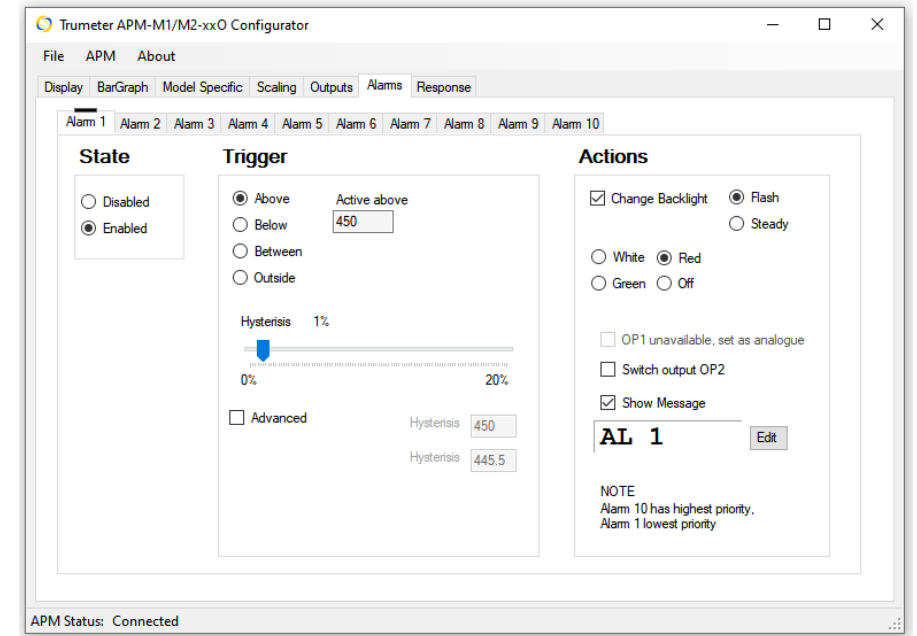 Trumeter APM-M1/M2-xxO Configurator
File APM About
Display BarGraph Model Specific Scaling Outputs Alarms Response
Alarm 1 Alarm 2 Alarm 3 Alarm 4 Alarm 5 Alarm 6 Alarm 7 Alarm 8 Alarm 9 Alarm 10
State
Disabled
Enabled
Trigger
Above
Below
Between
Outside
Active above
450
Hysterisis 1%
0% 20%
Advanced
Hysterisis 450
Hysterisis 445.5
Actions
Change Backlight
Flash
Steady
White Red
Green Off
OP1 unavailable, set as analogue
Switch output OP2
Show Message
AL 1
Edit
NOTE
Alarm 10 has highest priority,
Alarm 1 lowest priority
APM Status: Connected